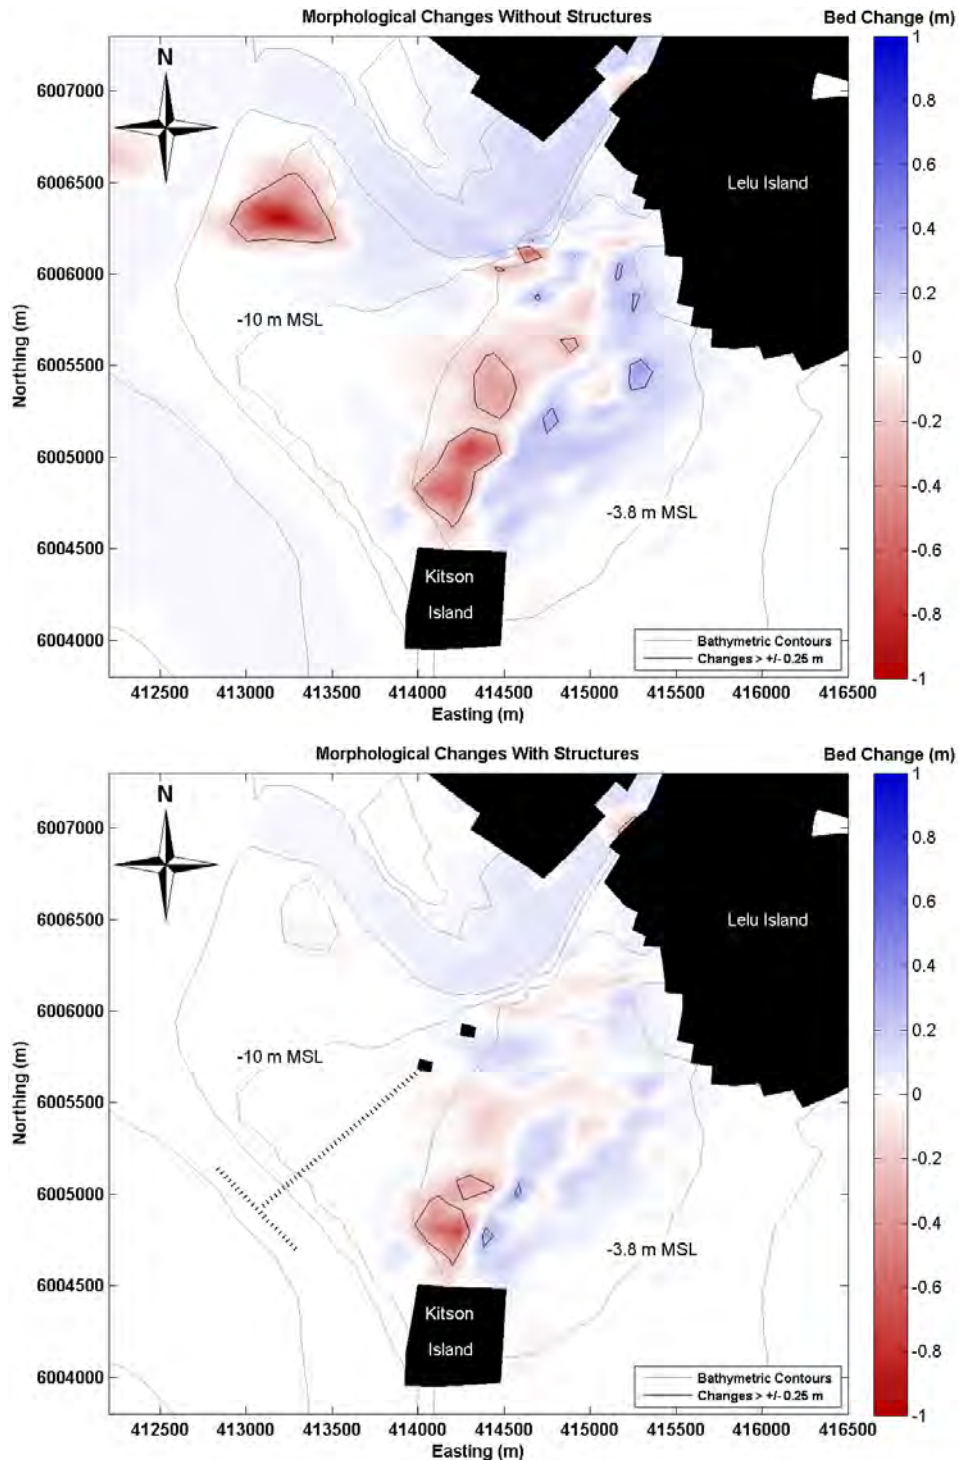 Morphological Changes Without Structures
Bed Change (m)
N
1
0.8
0.6
0.4
0.2
0
-0.2
-0.4
-0.6
-0.8
-1
6007000
6006500
6006000
6005500
6005000
6004500
6004000
Northing (m)
Lelu Island
-10 m MSL
-3.8 m MSL
Kitson
Island
Bathymetric Contours
Changes > +/- 0.25 m
412500 413000 413500 414000 414500 415000 415500 416000 416500
Easting (m)
Morphological Changes With Structures
Bed Change (m)
N
1
0.8
0.6
0.4
0.2
0
-0.2
-0.4
-0.6
-0.8
-1
6007000
6006500
6006000
6005500
6005000
6004500
6004000
Northing (m)
Lelu Island
-10 m MSL
-3.8 m MSL
Kitson
Island
Bathymetric Contours
Changes > +/- 0.25 m
412500 413000 413500 414000 414500 415000 415500 416000 416500
Easting (m)